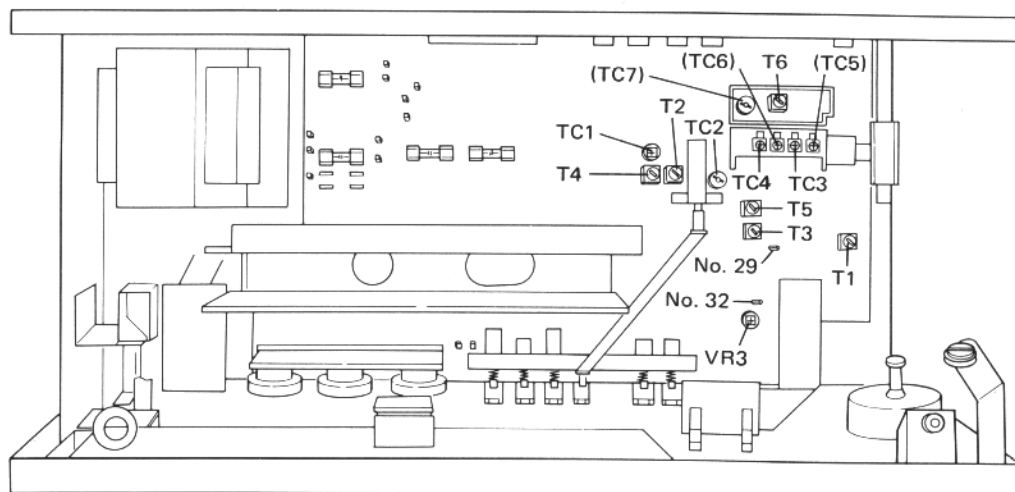 (TC6) T6 (TC5)
(TC7)
T2
TC1 TC2
T4
TC4 TC3
T5
T3
No. 29
T1
No. 32
VR3